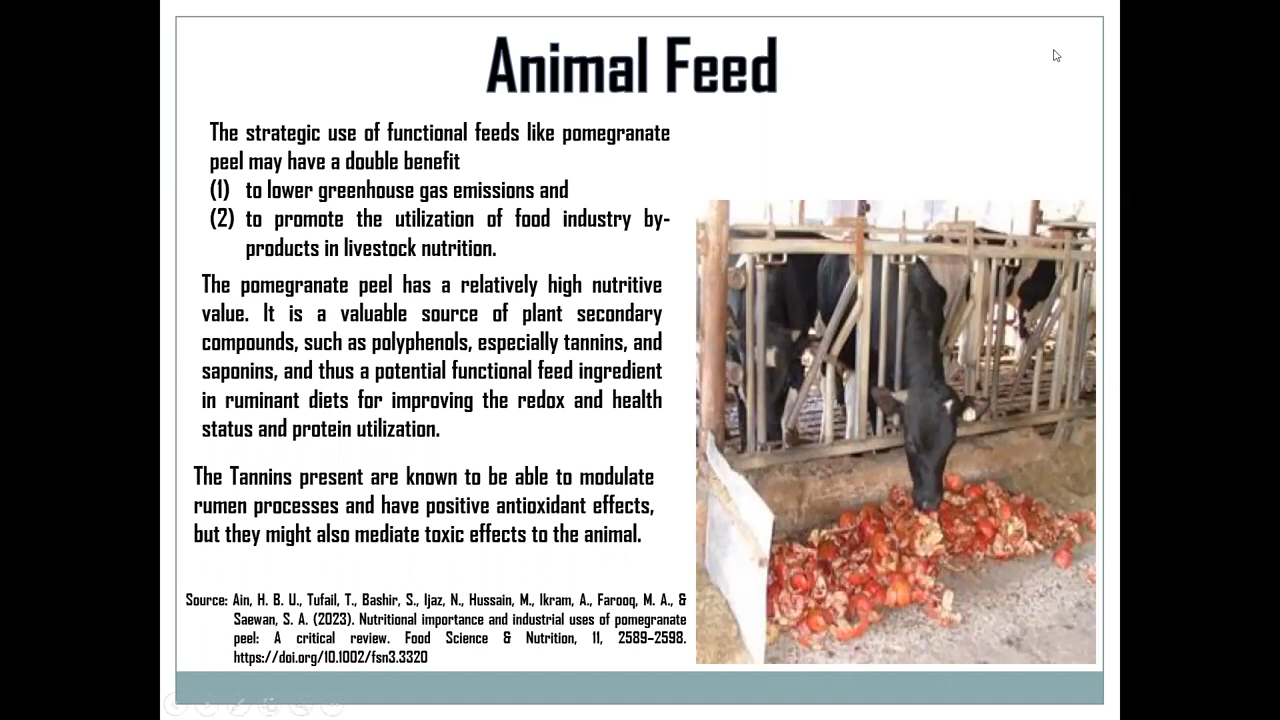 Animal Feed
The strategic use of functional feeds like pomegranate
peel may have a double benefit
(1) to lower greenhouse gas emissions and
(2) to promote the utilization of food industry by-
products in livestock nutrition.
The pomegranate peel has a relatively high nutritive
value. It is a valuable source of plant secondary
compounds, such as polyphenols, especially tannins, and
saponins, and thus a potential functional feed ingredient
in ruminant diets for improving the redox and health
status and protein utilization.
The Tannins present are known to be able to modulate
rumen processes and have positive antioxidant effects,
but they might also mediate toxic effects to the animal.
Source: Ain, H. B. U., Tufail, T., Bashir, S., Ijaz, N., Hussain, M., Ikram, A., Farooq, M. A., &
Saewan, S. A. (2023). Nutritional importance and industrial uses of pomegranate
peel: A critical review. Food Science & Nutrition, 11, 2589–2598.
https://doi.org/10.1002/fsn3.3320